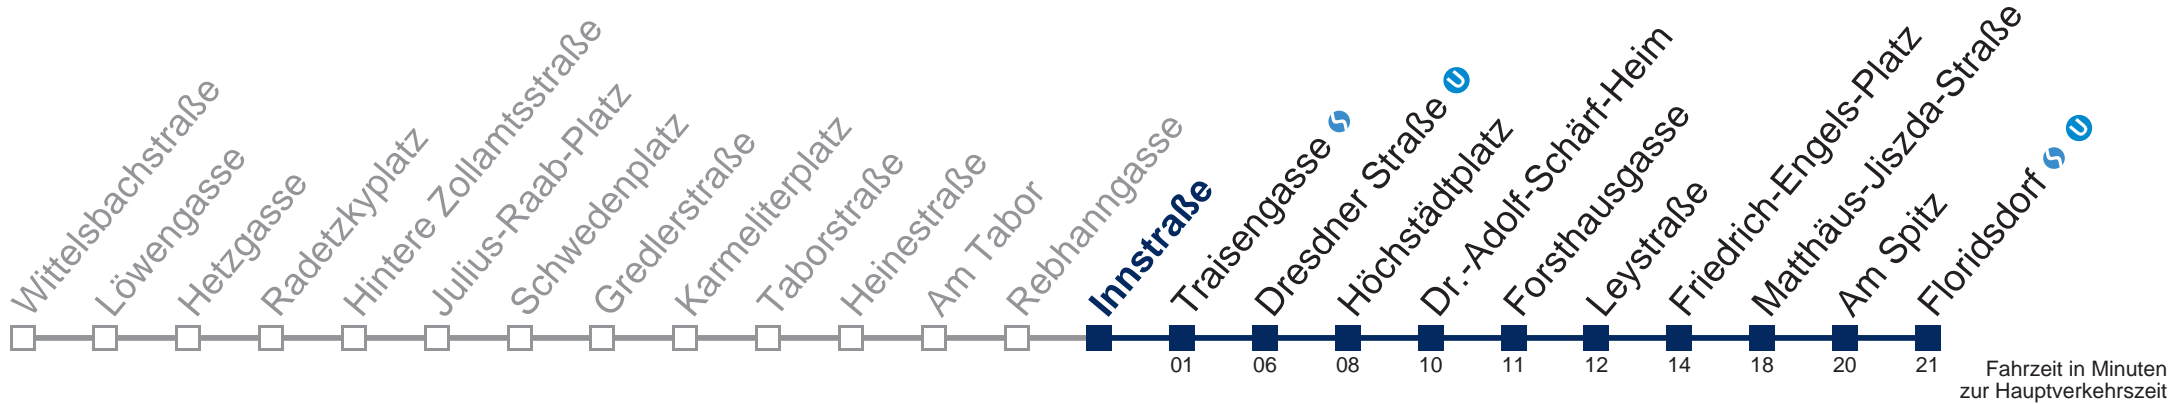 Wittelsbachstraße
Löwengasse
Hetzgasse
Radetzkyplatz
Hintere Zollamtsstraße
Julius-Raab-Platz
Schwedenplatz
Gredlerstraße
Karmeliterplatz
Taborstraße
Heinestraße
Am Tabor
Rebhanngasse
Innstraße
Traisengasse S
Dresdner Straße U
Höchstädtplatz
Dr.-Adolf-Schärf-Heim
Forsthausgasse
Leystraße
Friedrich-Engels-Platz
Matthäus-Jiszda-Straße
Am Spitz
Floridsdorf S U
01 06 08 10 11 12 14 18 20 21
Fahrzeit in Minuten
zur Hauptverkehrszeit